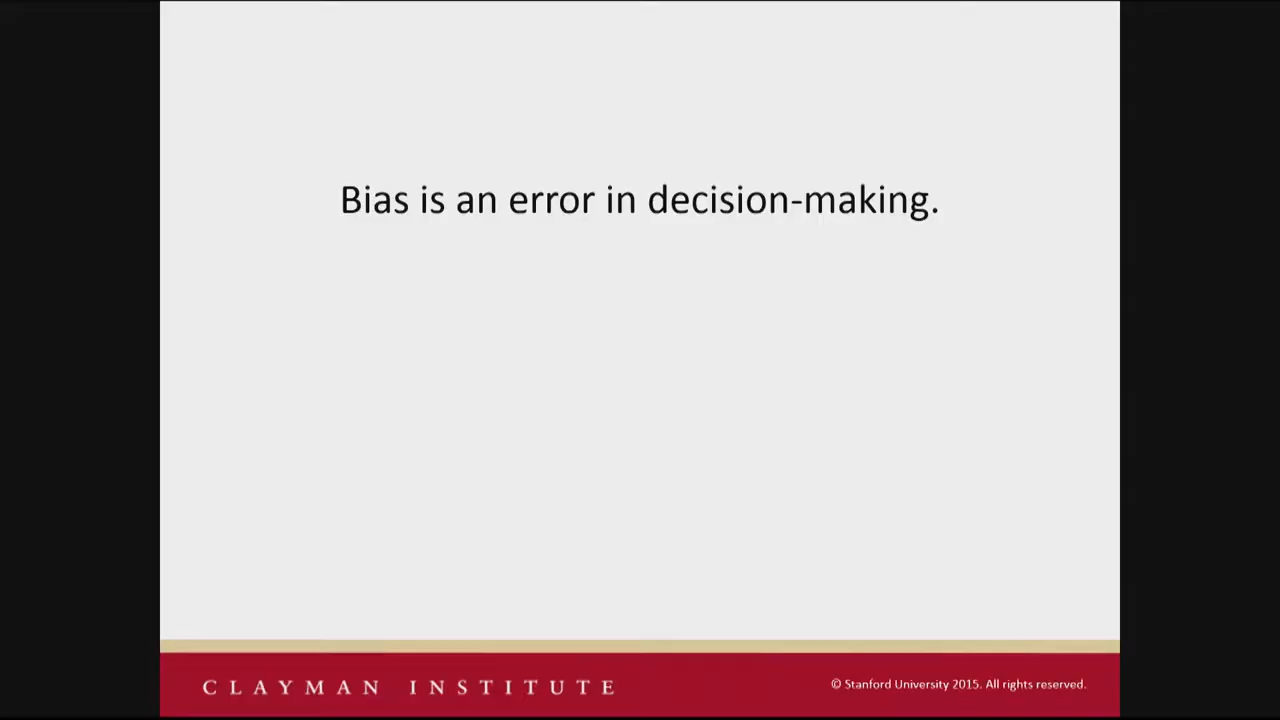 Bias is an error in decision-making.
CLAYMAN INSTITUTE
© Stanford University 2015. All rights reserved.